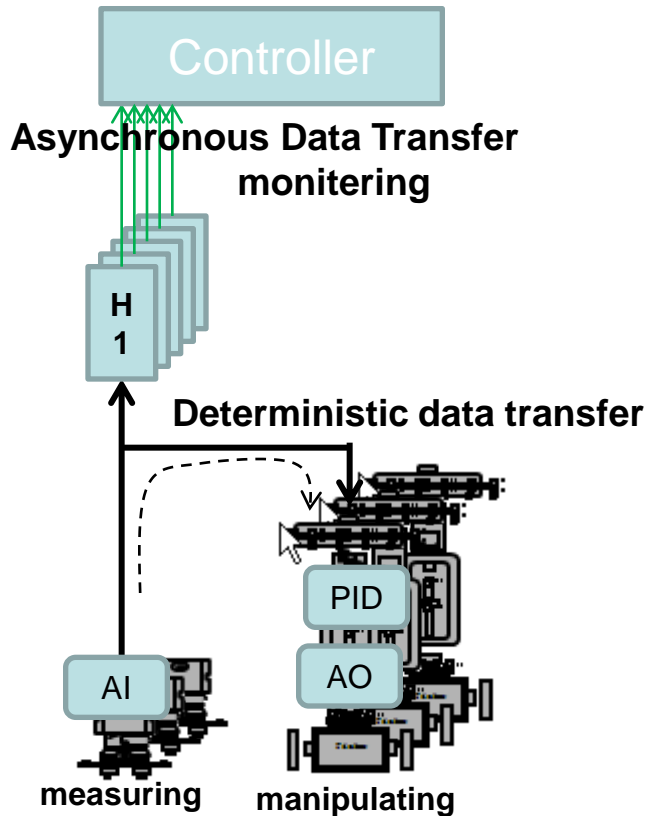 Controller
Asynchronous Data Transfer
monitering
H
1
Deterministic data transfer
PID
AI
AO
measuring
manipulating